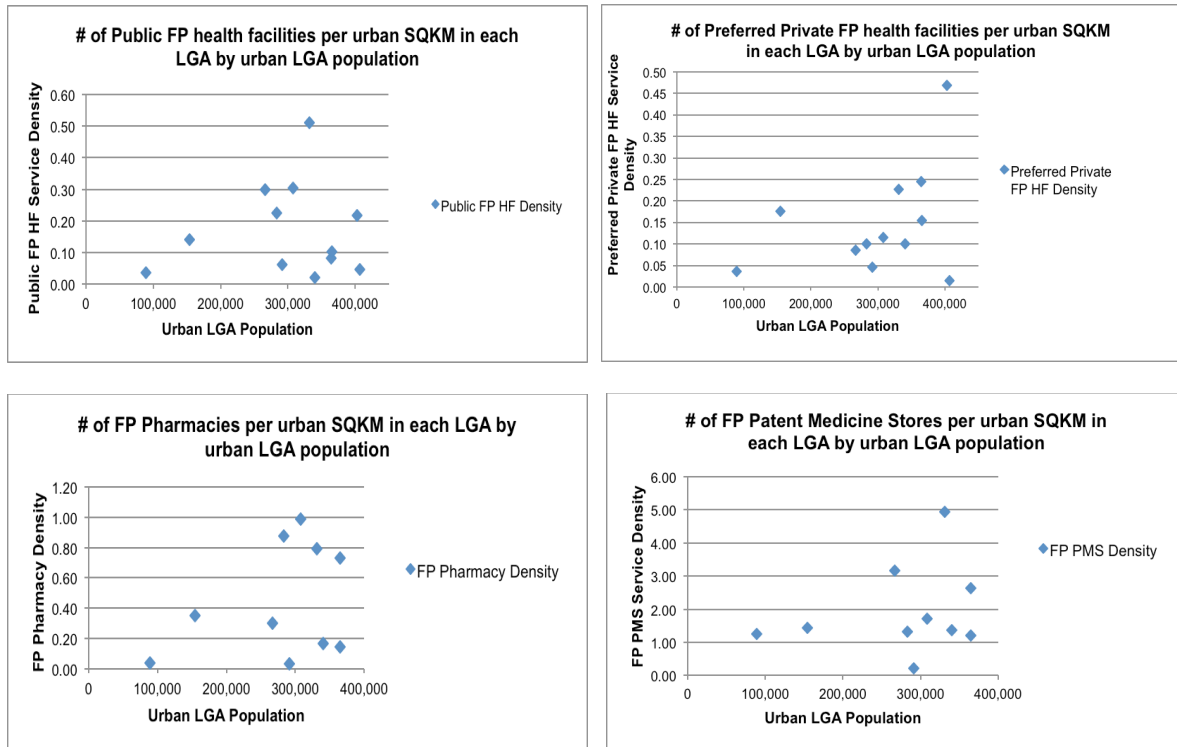 # of Public FP health facilities per urban SQKM in each
LGA by urban LGA population
Public FP HF Service Density
0.60
0.50
0.40
0.30
0.20
0.10
0.00
0
100,000
200,000
300,000
400,000
Urban LGA Population
Public FP HF Density
# of Preferred Private FP health facilities per urban SQKM
in each LGA by urban LGA population
Preferred Private FP HF Service
Density
0.50
0.45
0.40
0.35
0.30
0.25
0.20
0.15
0.10
0.05
0.00
0
100,000
200,000
300,000
400,000
Urban LGA Population
Preferred Private
FP HF Density
# of FP Pharmacies per urban SQKM in each LGA by
urban LGA population
FP Pharmacy Density
1.20
1.00
0.80
0.60
0.40
0.20
0.00
0
100,000
200,000
300,000
400,000
Urban LGA Population
FP Pharmacy Density
# of FP Patent Medicine Stores per urban SQKM in
each LGA by urban LGA population
FP PMS Service Density
6.00
5.00
4.00
3.00
2.00
1.00
0.00
0
100,000
200,000
300,000
400,000
Urban LGA Population
FP PMS Density